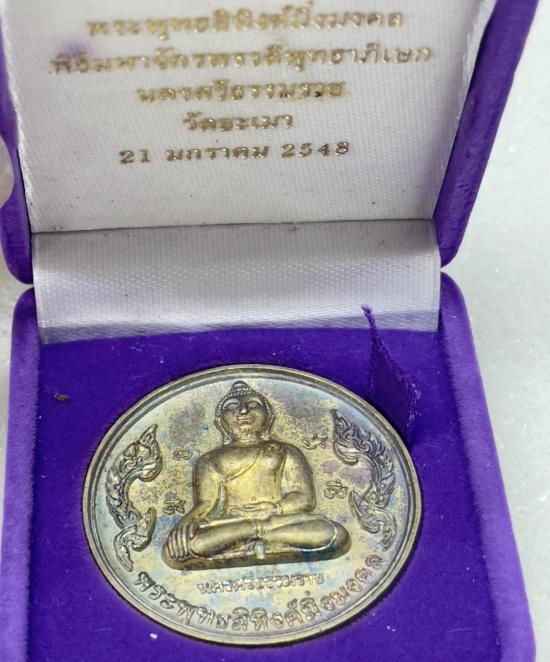 พระพุทธสิหิงค์มิ่งมงคล
พิธีมหาจักรพรรดิพุทธาภิเษก
นครศรีธรรมราช
วัดชะเมา
21 มกราคม 2548
นครศรีธรรมราช
พระพุทธสิหิงค์มิ่งมงคล